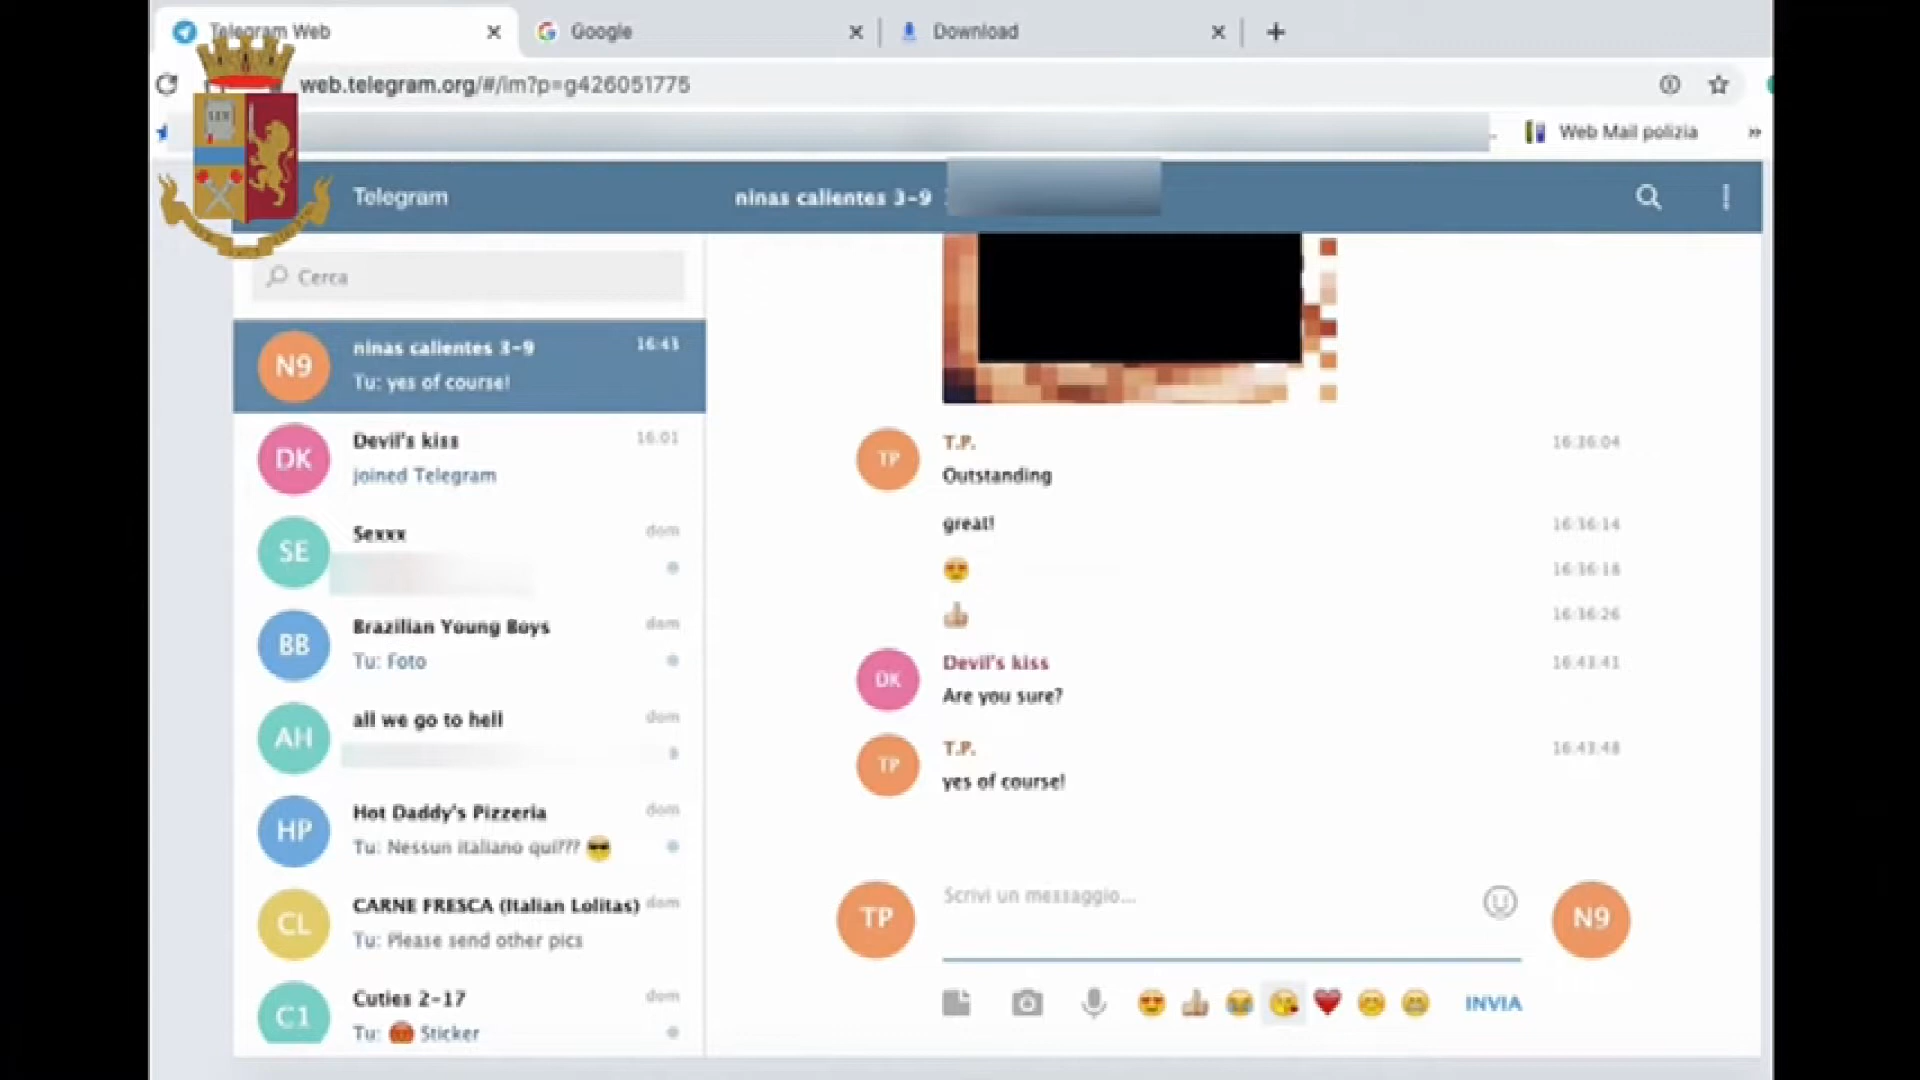 Telegram Web
Google
Download
web.telegram.org/#/im?p=g426051775
Web Mail polizia
Telegram
ninas calientes 3-9
Cerca
N9
ninas calientes 3-9
16:43
Tu: yes of course!
DK
Devil's kiss
16:01
joined Telegram
SE
Sexxx
dom
BB
Brazilian Young Boys
dom
Tu: Foto
AH
all we go to hell
dom
HP
Hot Daddy's Pizzeria
dom
Tu: Nessun italiano qui??? 😎
CL
CARNE FRESCA (Italian Lolitas)
dom
Tu: Please send other pics
C1
Cuties 2-17
dom
Tu: Sticker
TP
T.P.
16:36:04
Outstanding
great!
16:36:14
😍
16:36:18
👍
16:36:26
DK
Devil's kiss
16:43:41
Are you sure?
TP
T.P.
16:43:48
yes of course!
TP
Scrivi un messaggio...
N9
INVIA